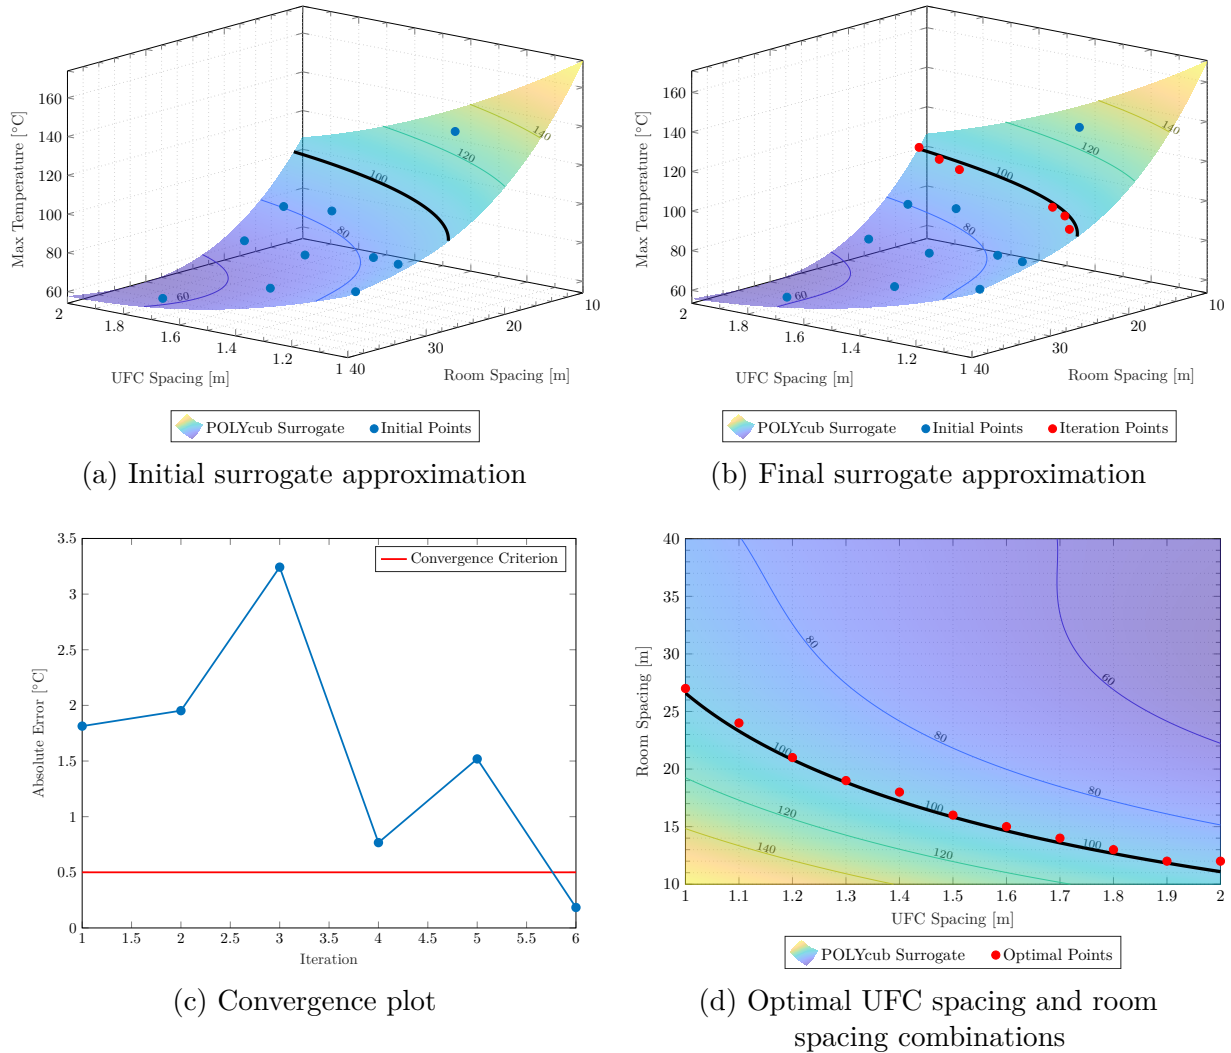 160
140
120
100
80
60
Max Temperature [°C]
140
120
100
80
60
2
1.8
1.6
1.4
1.2
1
40
30
20
10
UFC Spacing [m]
Room Spacing [m]
POLYcub Surrogate
Initial Points
(a) Initial surrogate approximation
160
140
120
100
80
60
Max Temperature [°C]
140
120
100
80
60
2
1.8
1.6
1.4
1.2
1
40
30
20
10
UFC Spacing [m]
Room Spacing [m]
POLYcub Surrogate
Initial Points
Iteration Points
(b) Final surrogate approximation
3.5
3
2.5
2
1.5
1
0.5
0
Absolute Error [°C]
Convergence Criterion
1 1.5 2 2.5 3 3.5 4 4.5 5 5.5 6
Iteration
(c) Convergence plot
40
35
30
25
20
15
10
Room Spacing [m]
80
60
80
80
100
100
100
120
120
140
1 1.1 1.2 1.3 1.4 1.5 1.6 1.7 1.8 1.9 2
UFC Spacing [m]
POLYcub Surrogate
Optimal Points
(d) Optimal UFC spacing and room
spacing combinations